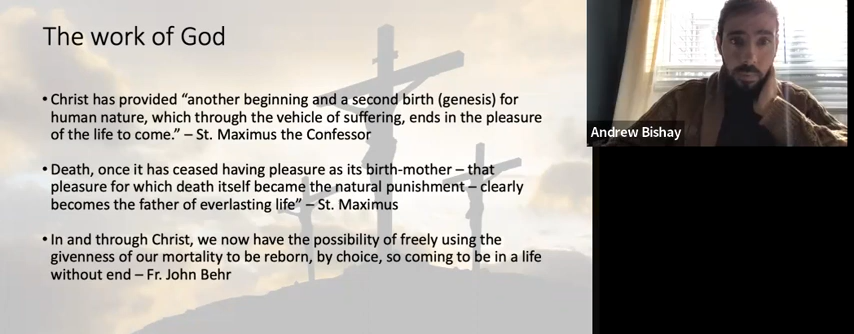 The work of God
• Christ has provided “another beginning and a second birth (genesis) for
human nature, which through the vehicle of suffering, ends in the pleasure
of the life to come.” – St. Maximus the Confessor
• Death, once it has ceased having pleasure as its birth-mother – that
pleasure for which death itself became the natural punishment – clearly
becomes the father of everlasting life” – St. Maximus
• In and through Christ, we now have the possibility of freely using the
givenness of our mortality to be reborn, by choice, so coming to be in a life
without end – Fr. John Behr
Andrew Bishay